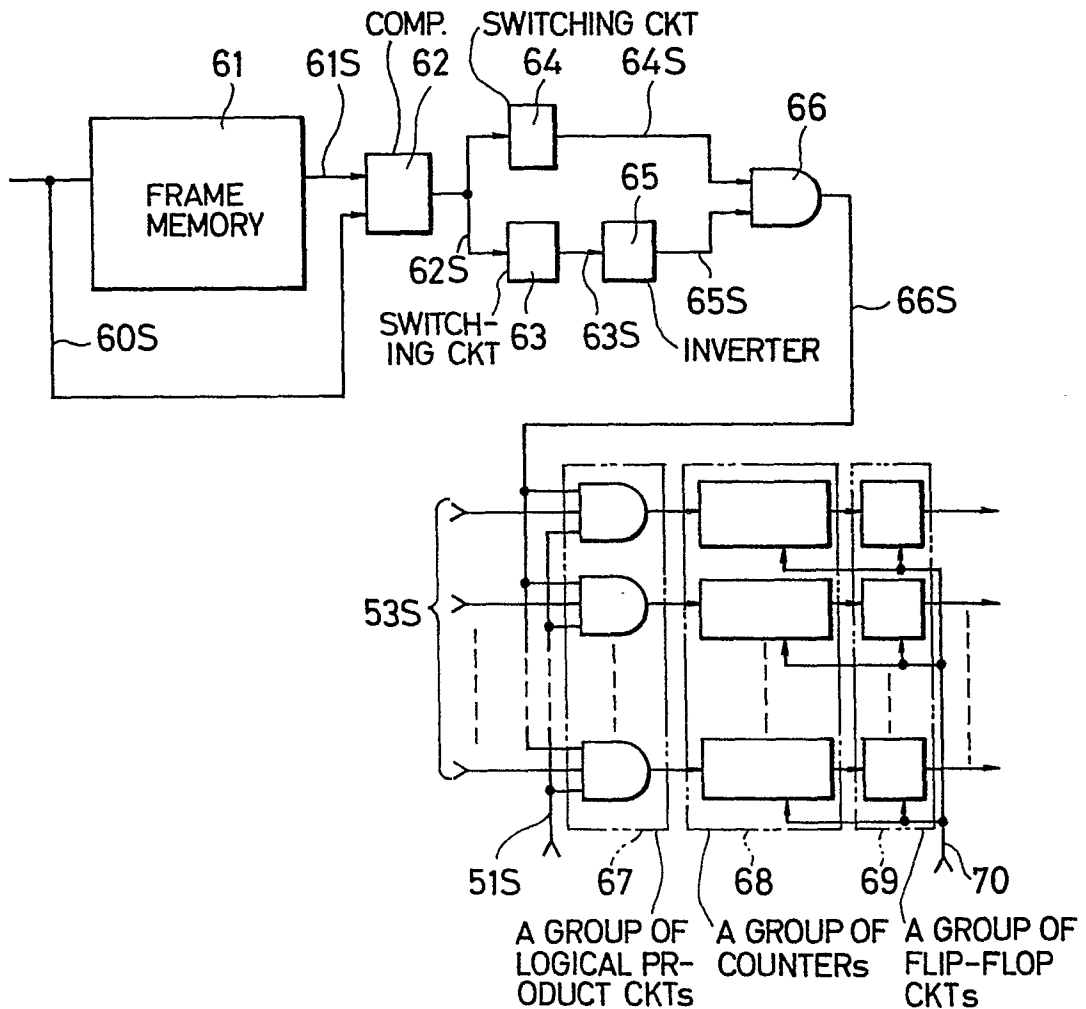 COMP.
SWITCHING CKT
61
61S
62
64
64S
66
FRAME
MEMORY
65
62S
60S
SWITCH-
ING CKT
63
63S
65S
66S
INVERTER
53S
51S
67
68
69
70
A GROUP OF
LOGICAL PR-
ODUCT CKTs
A GROUP OF
COUNTERs
A GROUP OF
FLIP-FLOP
CKTs